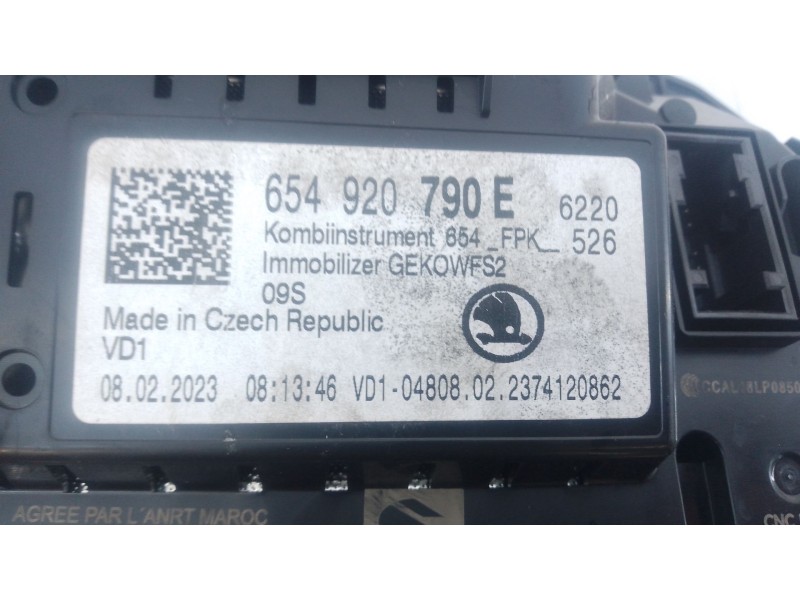 654 920 790 E 6220
Kombiinstrument 654_FPK_ 526
Immobilizer GEKOWFS2
09S
Made in Czech Republic
VD1
08.02.2023 08:13:46 VD1-04808.02.2374120862
AGREE PAR L´ANRT MAROC
CNC